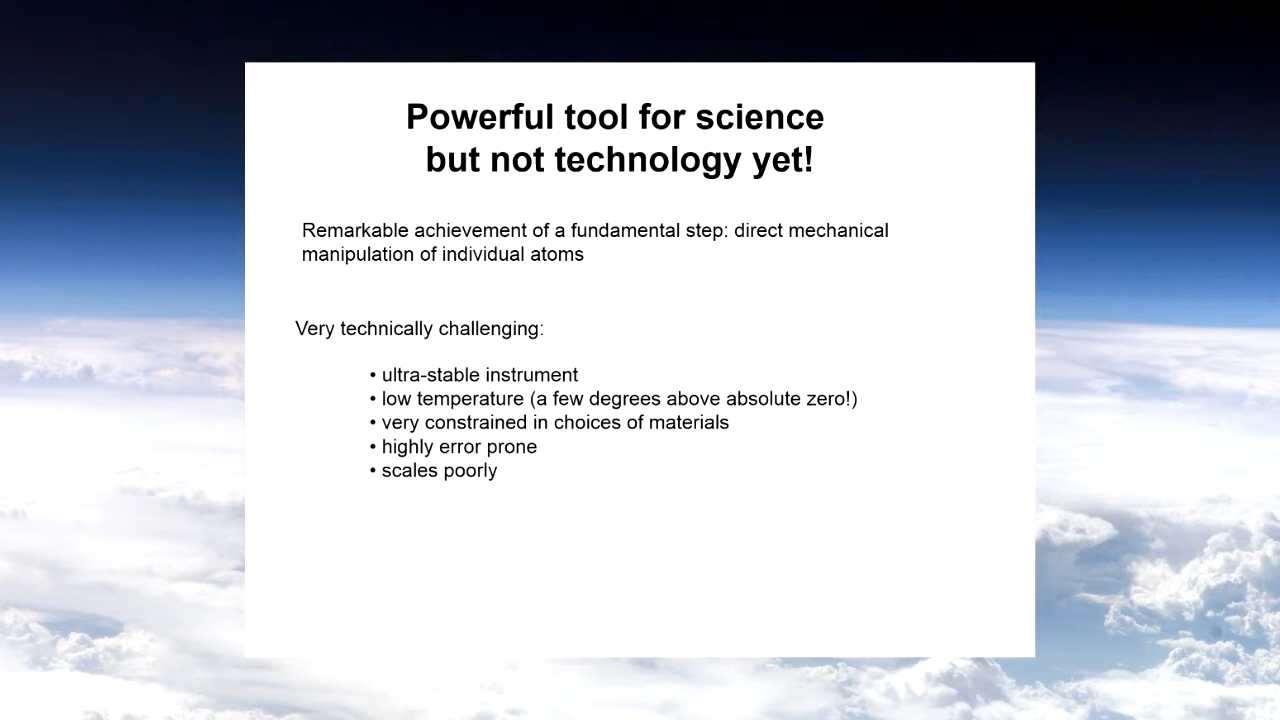 Powerful tool for science
but not technology yet!
Remarkable achievement of a fundamental step: direct mechanical
manipulation of individual atoms
Very technically challenging:
• ultra-stable instrument
• low temperature (a few degrees above absolute zero!)
• very constrained in choices of materials
• highly error prone
• scales poorly